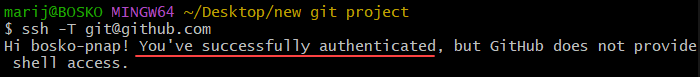 marij@BOSKO MINGW64 ~/Desktop/new git project
$ ssh -T git@github.com
Hi bosko-pnap! You've successfully authenticated, but GitHub does not provide
shell access.